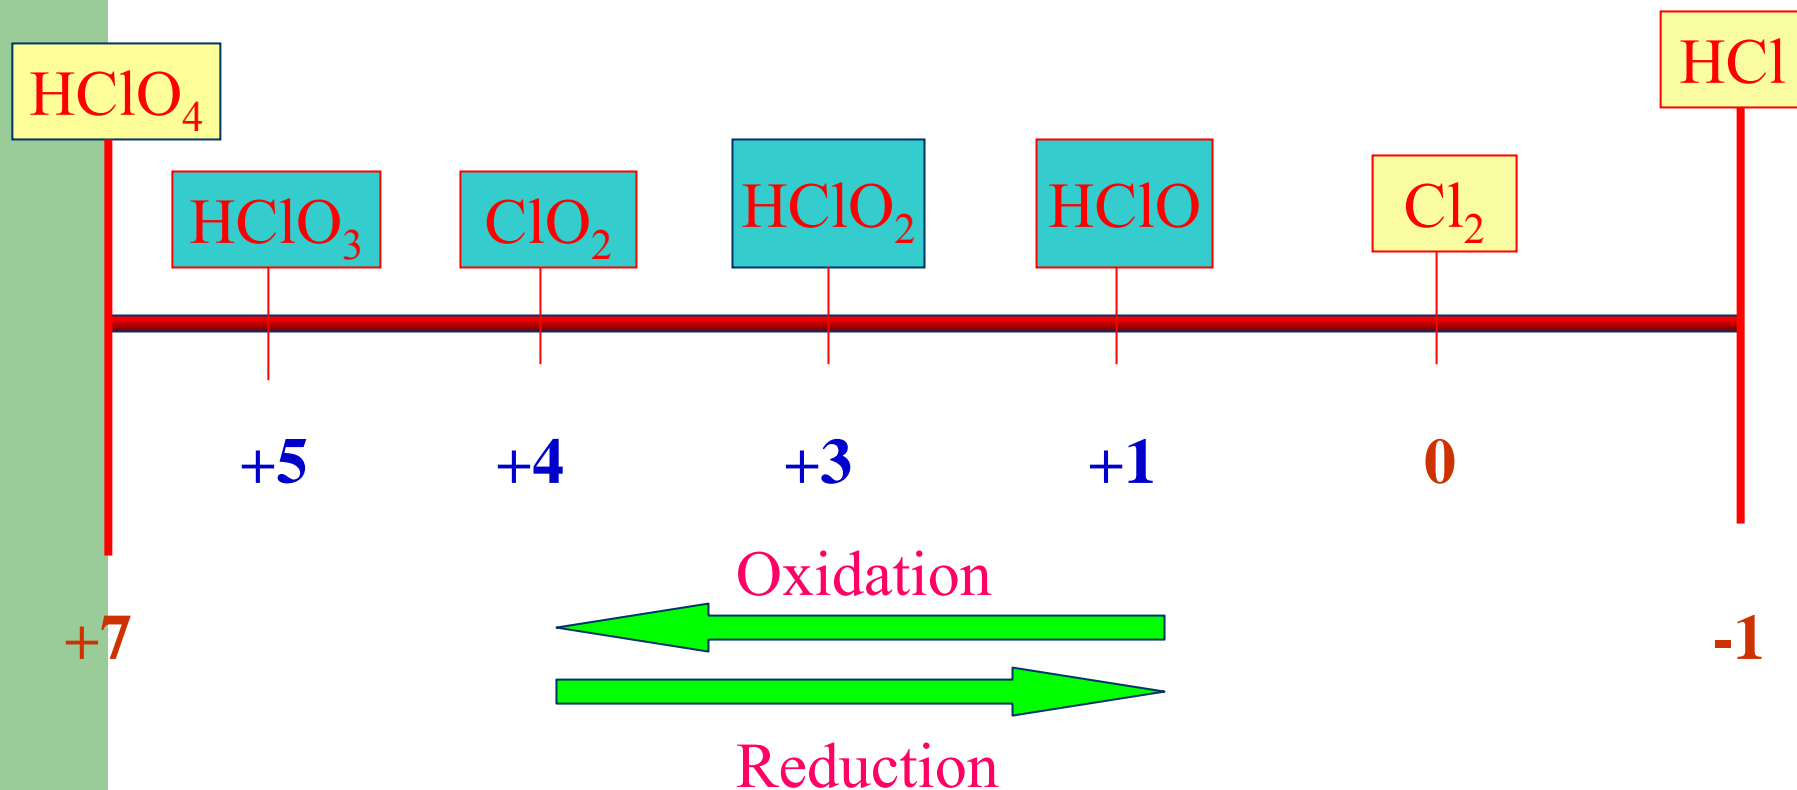 HClO₄
HCl
HClO₃
ClO₂
HClO₂
HClO
Cl₂
+5
+4
+3
+1
0
Oxidation
+7
-1
Reduction